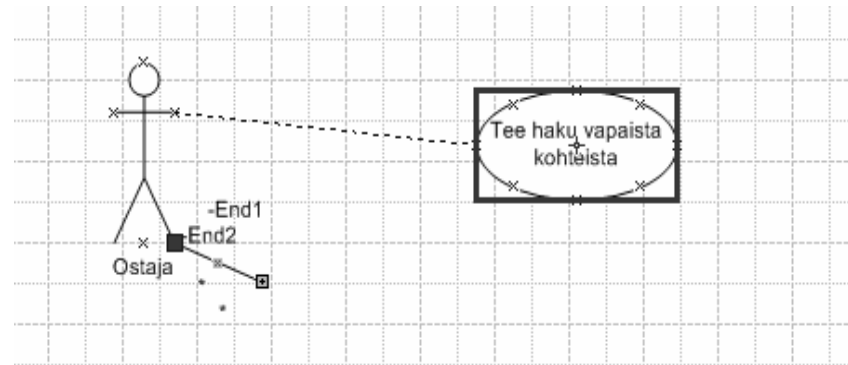 Tee haku vapaista
kohteista
-End1
-End2
Ostaja
*
*